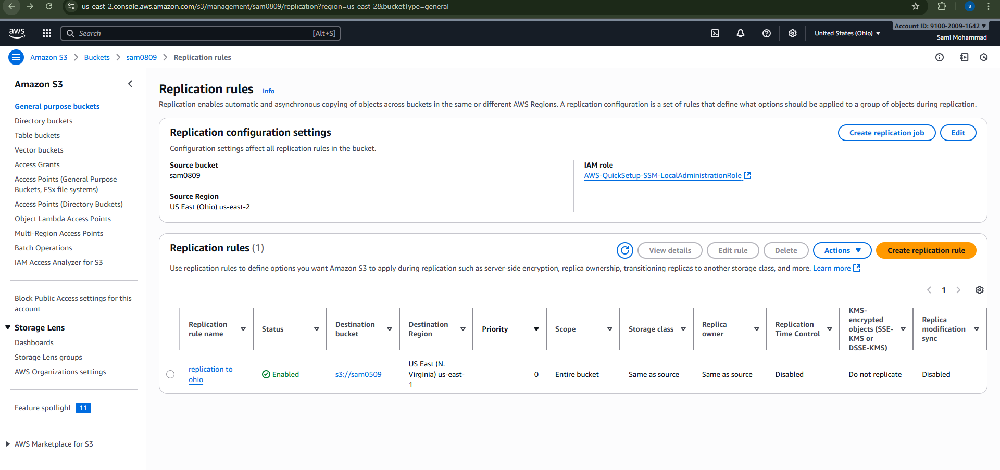 us-east-2.console.aws.amazon.com/s3/management/sam0809/replication?region=us-east-2&bucketType=general
S
aws
Search
[Alt+S]
United States (Ohio)
Account ID: 9100-2009-1642
Sami Mohammad
Amazon S3
Buckets
sam0809
Replication rules
Amazon S3
General purpose buckets
Directory buckets
Table buckets
Vector buckets
Access Grants
Access Points (General Purpose
Buckets, FSx file systems)
Access Points (Directory Buckets)
Object Lambda Access Points
Multi-Region Access Points
Batch Operations
IAM Access Analyzer for S3
Block Public Access settings for this
account
Storage Lens
Dashboards
Storage Lens groups
AWS Organizations settings
Feature spotlight 11
AWS Marketplace for S3
Replication rules Info
Replication enables automatic and asynchronous copying of objects across buckets in the same or different AWS Regions. A replication configuration is a set of rules that define what options should be applied to a group of objects during replication.
Replication configuration settings
Create replication job
Edit
Configuration settings affect all replication rules in the bucket.
Source bucket
sam0809
Source Region
US East (Ohio) us-east-2
IAM role
AWS-QuickSetup-SSM-LocalAdministrationRole
Replication rules (1)
View details
Edit rule
Delete
Actions
Create replication rule
Use replication rules to define options you want Amazon S3 to apply during replication such as server-side encryption, replica ownership, transitioning replicas to another storage class, and more. Learn more
1
Replication
rule name
Status
Destination
bucket
Destination
Region
Priority
Scope
Storage class
Replica
owner
Replication
Time Control
KMS-
encrypted
objects (SSE-
KMS or
DSSE-KMS)
Replica
modification
sync
replication to
ohio
Enabled
s3://sam0509
US East (N.
Virginia) us-east-
1
0
Entire bucket
Same as source
Same as source
Disabled
Do not replicate
Disabled